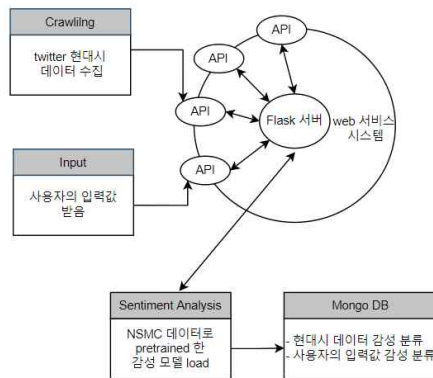 Crawlilng
twitter 현대시
데이터 수집
API
API
API
API
Flask 서버
web 서비스
시스템
Input
사용자의 입력값
받음
Sentiment Analysis
NSMC 데이터로
pretrained 한
감성 모델 load
Mongo DB
- 현대시 데이터 감성 분류
- 사용자의 입력값 감성 분류